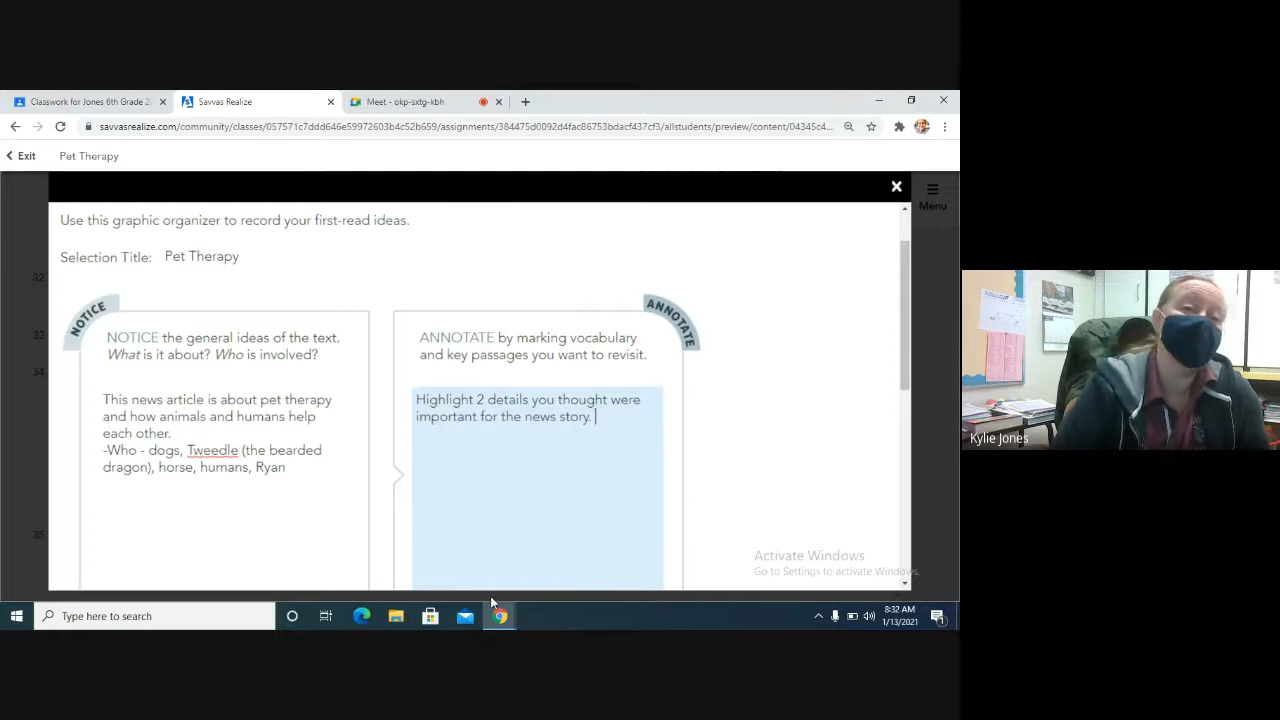 Classwork for Jones 6th Grade 2
Savvas Realize
Meet - okp-sxtg-kbh
savvasrealize.com/community/classes/057571c7ddd646e59972603b4c52b659/assignments/384475d0092d4fac86753bdacf437cf3/allstudents/preview/content/04345c4...
Exit
Pet Therapy
Menu
Use this graphic organizer to record your first-read ideas.
Selection Title: Pet Therapy
32
33
34
35
NOTICE
NOTICE the general ideas of the text.
What is it about? Who is involved?
This news article is about pet therapy
and how animals and humans help
each other.
-Who - dogs, Tweedle (the bearded
dragon), horse, humans, Ryan
ANNOTATE
ANNOTATE by marking vocabulary
and key passages you want to revisit.
Highlight 2 details you thought were
important for the news story.
Activate Windows
Go to Settings to activate Windows.
Kylie Jones
Type here to search
8:32 AM
1/13/2021
1